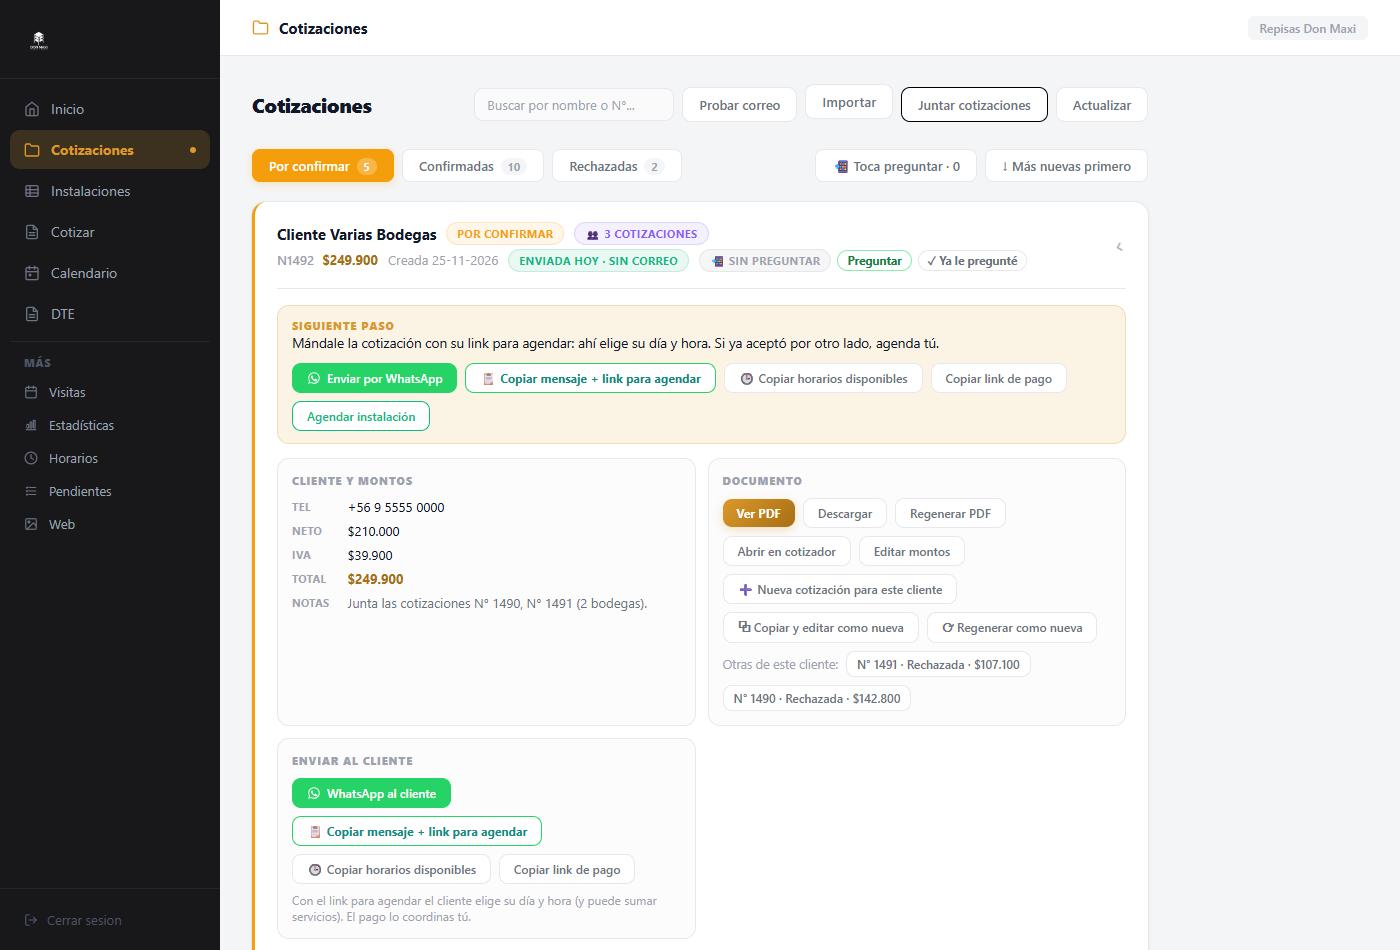 DON MAXI
Inicio
Cotizaciones
Instalaciones
Cotizar
Calendario
DTE
MÁS
Visitas
Estadísticas
Horarios
Pendientes
Web
Cerrar sesion
Cotizaciones
Repisas Don Maxi
Cotizaciones
Buscar por nombre o N°...
Probar correo
Importar
Juntar cotizaciones
Actualizar
Por confirmar 5
Confirmadas 10
Rechazadas 2
Toca preguntar · 0
↓ Más nuevas primero
Cliente Varias Bodegas POR CONFIRMAR 3 COTIZACIONES
N1492 $249.900 Creada 25-11-2026 ENVIADA HOY · SIN CORREO SIN PREGUNTAR Preguntar ✓ Ya le pregunté
SIGUIENTE PASO
Mándale la cotización con su link para agendar: ahí elige su día y hora. Si ya aceptó por otro lado, agenda tú.
Enviar por WhatsApp
Copiar mensaje + link para agendar
Copiar horarios disponibles
Copiar link de pago
Agendar instalación
CLIENTE Y MONTOS
TEL +56 9 5555 0000
NETO $210.000
IVA $39.900
TOTAL $249.900
NOTAS Junta las cotizaciones N° 1490, N° 1491 (2 bodegas).
DOCUMENTO
Ver PDF
Descargar
Regenerar PDF
Abrir en cotizador
Editar montos
Nueva cotización para este cliente
Copiar y editar como nueva
Regenerar como nueva
Otras de este cliente: N° 1491 · Rechazada · $107.100
N° 1490 · Rechazada · $142.800
ENVIAR AL CLIENTE
WhatsApp al cliente
Copiar mensaje + link para agendar
Copiar horarios disponibles
Copiar link de pago
Con el link para agendar el cliente elige su día y hora (y puede sumar
servicios). El pago lo coordinas tú.